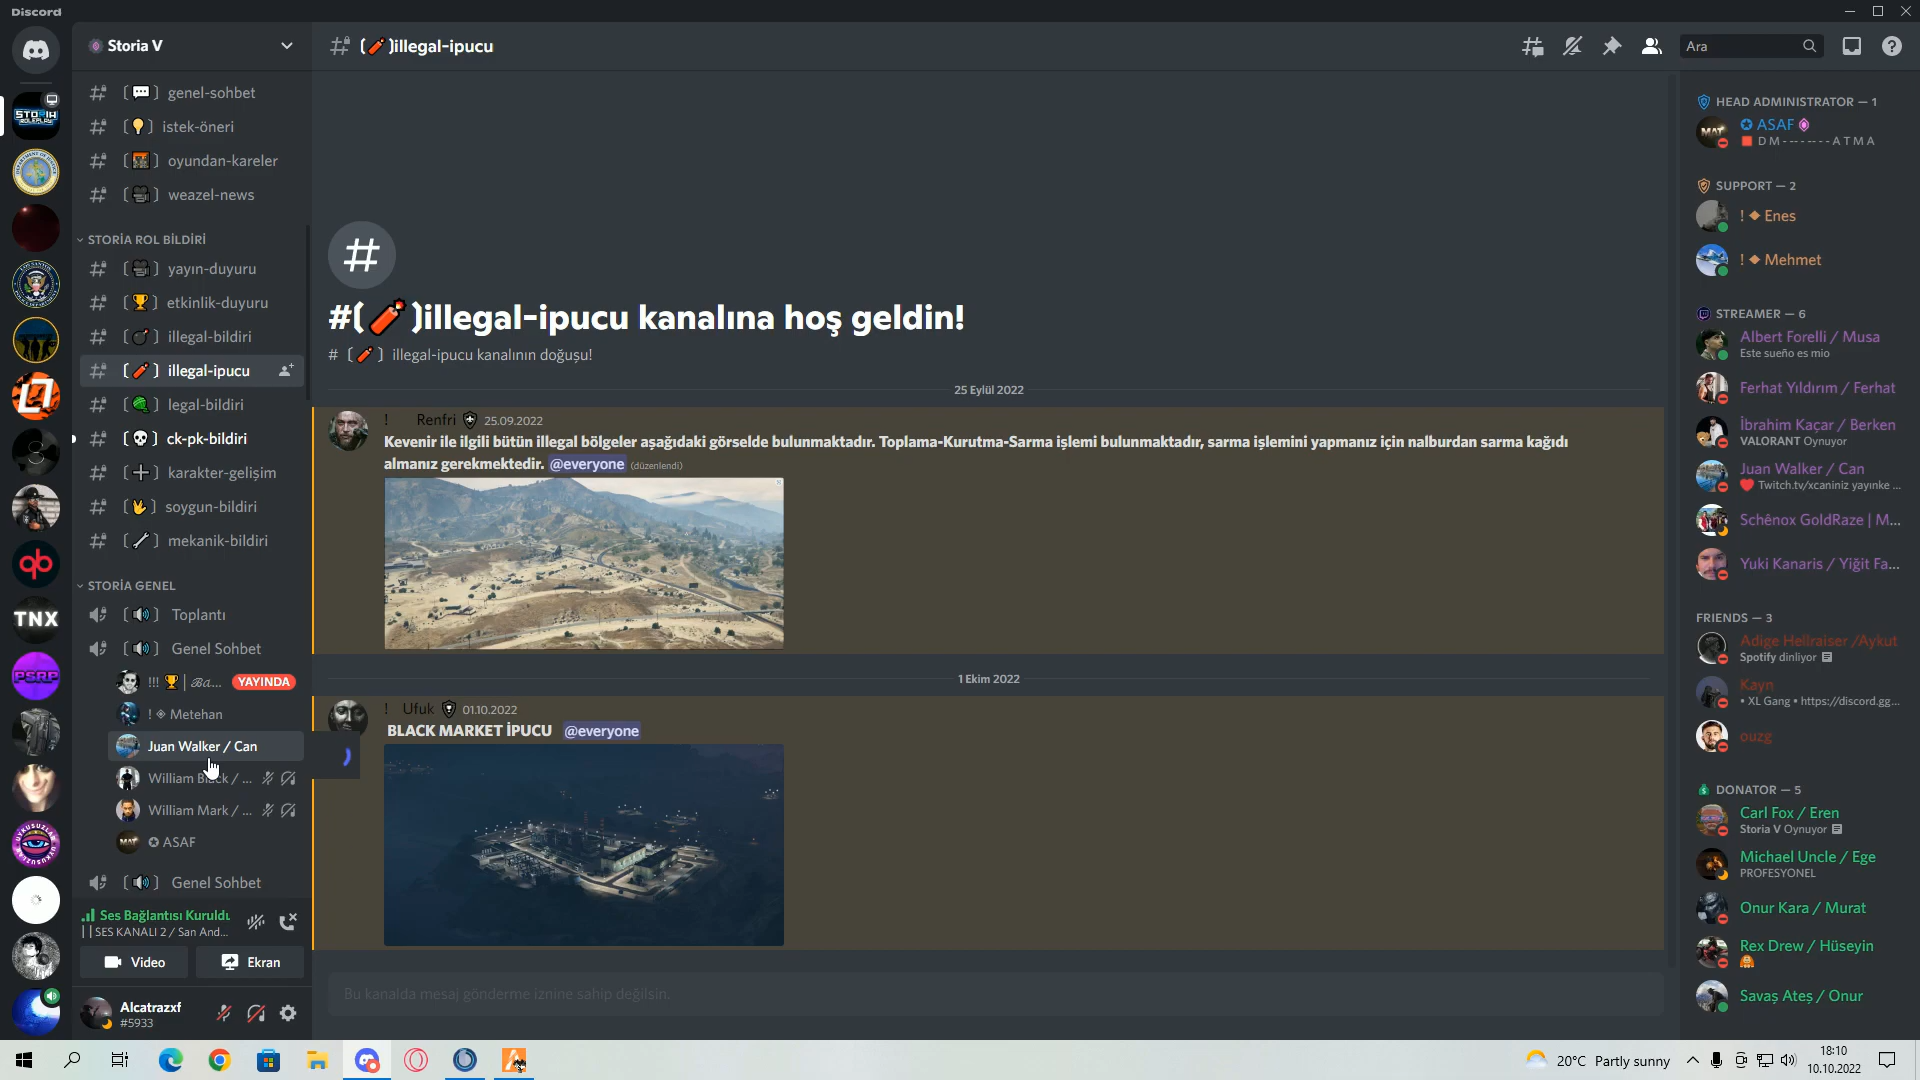 Discord
Storia V
genel-sohbet
istek-öneri
oyundan-kareler
weazel-news
STORİA ROL BİLDİRİ
yayın-duyuru
etkinlik-duyuru
illegal-bildiri
illegal-ipucu
legal-bildiri
ck-pk-bildiri
karakter-gelişim
soygun-bildiri
mekanik-bildiri
STORİA GENEL
Toplantı
Genel Sohbet
!!! 🏆 | Ba... YAYINDA
! Metehan
Juan Walker / Can
William Black / ...
William Mark / ...
ASAF
Genel Sohbet
Ses Bağlantısı Kuruldu
||SES KANALI 2 / San And...
Video
Ekran
Alcatrazxf
#5933
TNX
PSRP
(🧨)illegal-ipucu
Ara
#(🧨)illegal-ipucu kanalına hoş geldin!
# (🧨) illegal-ipucu kanalının doğuşu!
25 Eylül 2022
! Renfri 25.09.2022
Kevenir ile ilgili bütün illegal bölgeler aşağıdaki görselde bulunmaktadır. Toplama-Kurutma-Sarma işlemi bulunmaktadır, sarma işlemini yapmanız için nalburdan sarma kağıdı
almanız gerekmektedir. @everyone (düzenlendi)
1 Ekim 2022
! Ufuk 01.10.2022
BLACK MARKET İPUCU @everyone
Bu kanalda mesaj gönderme iznine sahip değilsin.
HEAD ADMINISTRATOR — 1
ASAF
DM-------ATMA
SUPPORT — 2
! Enes
! Mehmet
STREAMER — 6
Albert Forelli / Musa
Este sueño es mio
Ferhat Yıldırım / Ferhat
İbrahim Kaçar / Berken
VALORANT Oynuyor
Juan Walker / Can
Twitch.tv/xcaniniz yayınke ...
Schênox GoldRaze | M...
Yuki Kanaris / Yiğit Fa...
FRIENDS — 3
Adige Hellraiser /Aykut
Spotify dinliyor
Kayn
• XL Gang • https://discord.gg...
ouzg
DONATOR — 5
Carl Fox / Eren
Storia V Oynuyor
Michael Uncle / Ege
PROFESYONEL
Onur Kara / Murat
Rex Drew / Hüseyin
Savaş Ateş / Onur
20°C Partly sunny
18:10
10.10.2022